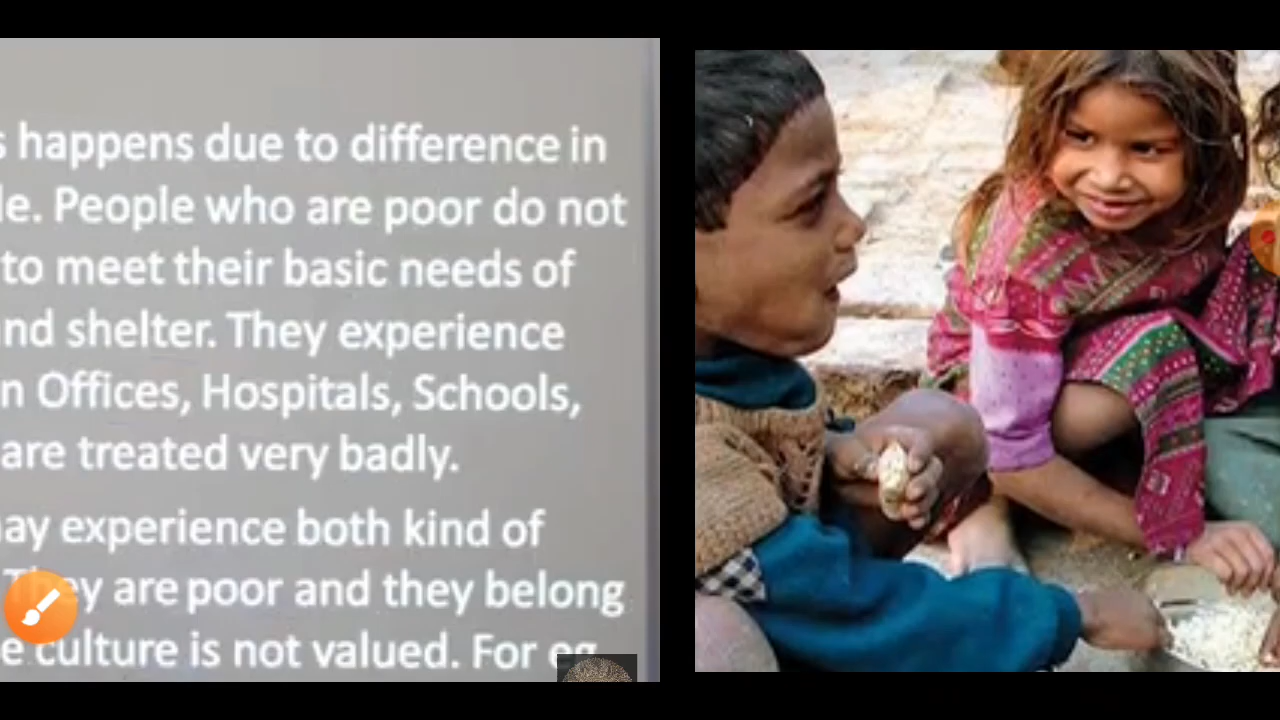 s happens due to difference in
le. People who are poor do not
to meet their basic needs of
nd shelter. They experience
n Offices, Hospitals, Schools,
are treated very badly.
ay experience both kind of
They are poor and they belong
e culture is not valued. For eg